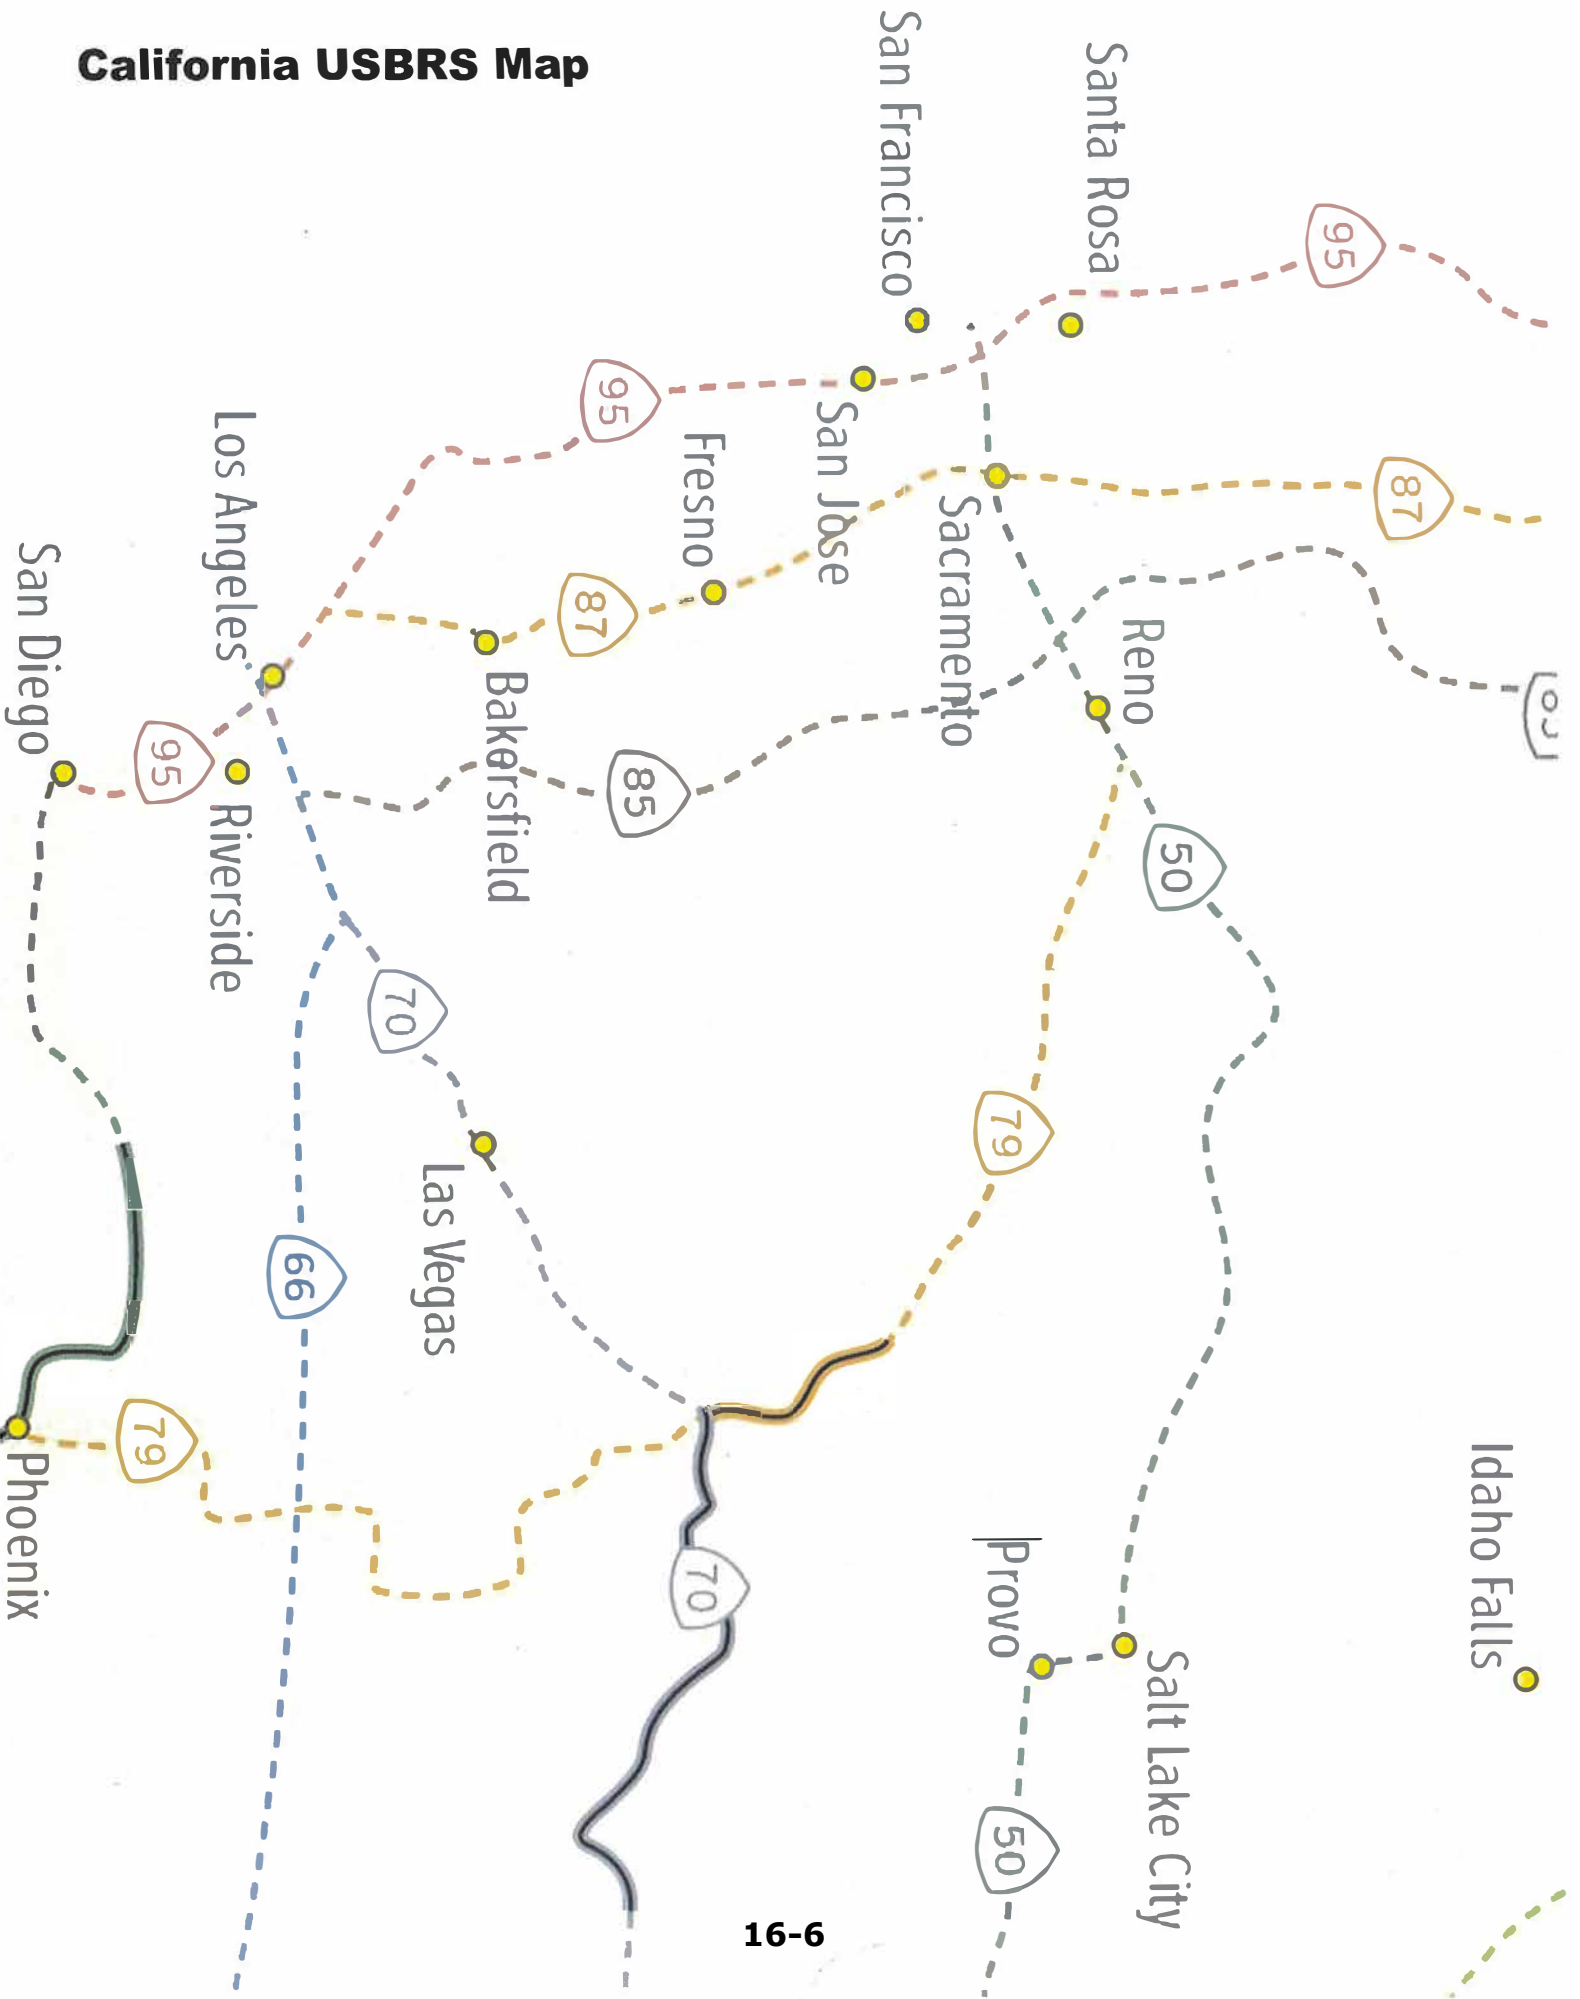 California USBRS Map
San Francisco
Santa Rosa
95
95
San Jose
Fresno
87
87
Los Angeles
Sacramento
San Diego
95
Bakersfield
Reno
85
Riverside
50
70
79
Las Vegas
66
79
Phoenix
70
Provo
Idaho Falls
Salt Lake City
50
16-6